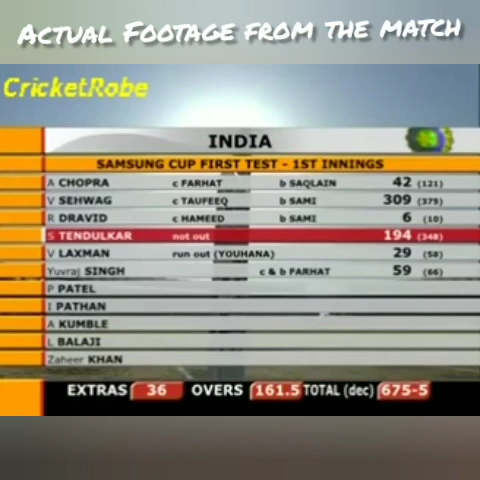 Actual Footage from the match
CricketRobe
INDIA
SAMSUNG CUP FIRST TEST - 1ST INNINGS
A CHOPRA c FARHAT b SAQLAIN 42 (121)
V SEHWAG c TAUFEEQ b SAMI 309 (375)
R DRAVID c HAMEED b SAMI 6 (10)
S TENDULKAR not out 194 (348)
V LAXMAN run out (YOUHANA) 29 (58)
Yuvraj SINGH c & b FARHAT 59 (66)
P PATEL
I PATHAN
A KUMBLE
L BALAJI
Zaheer KHAN
EXTRAS 36 OVERS 161.5 TOTAL (dec) 675-5